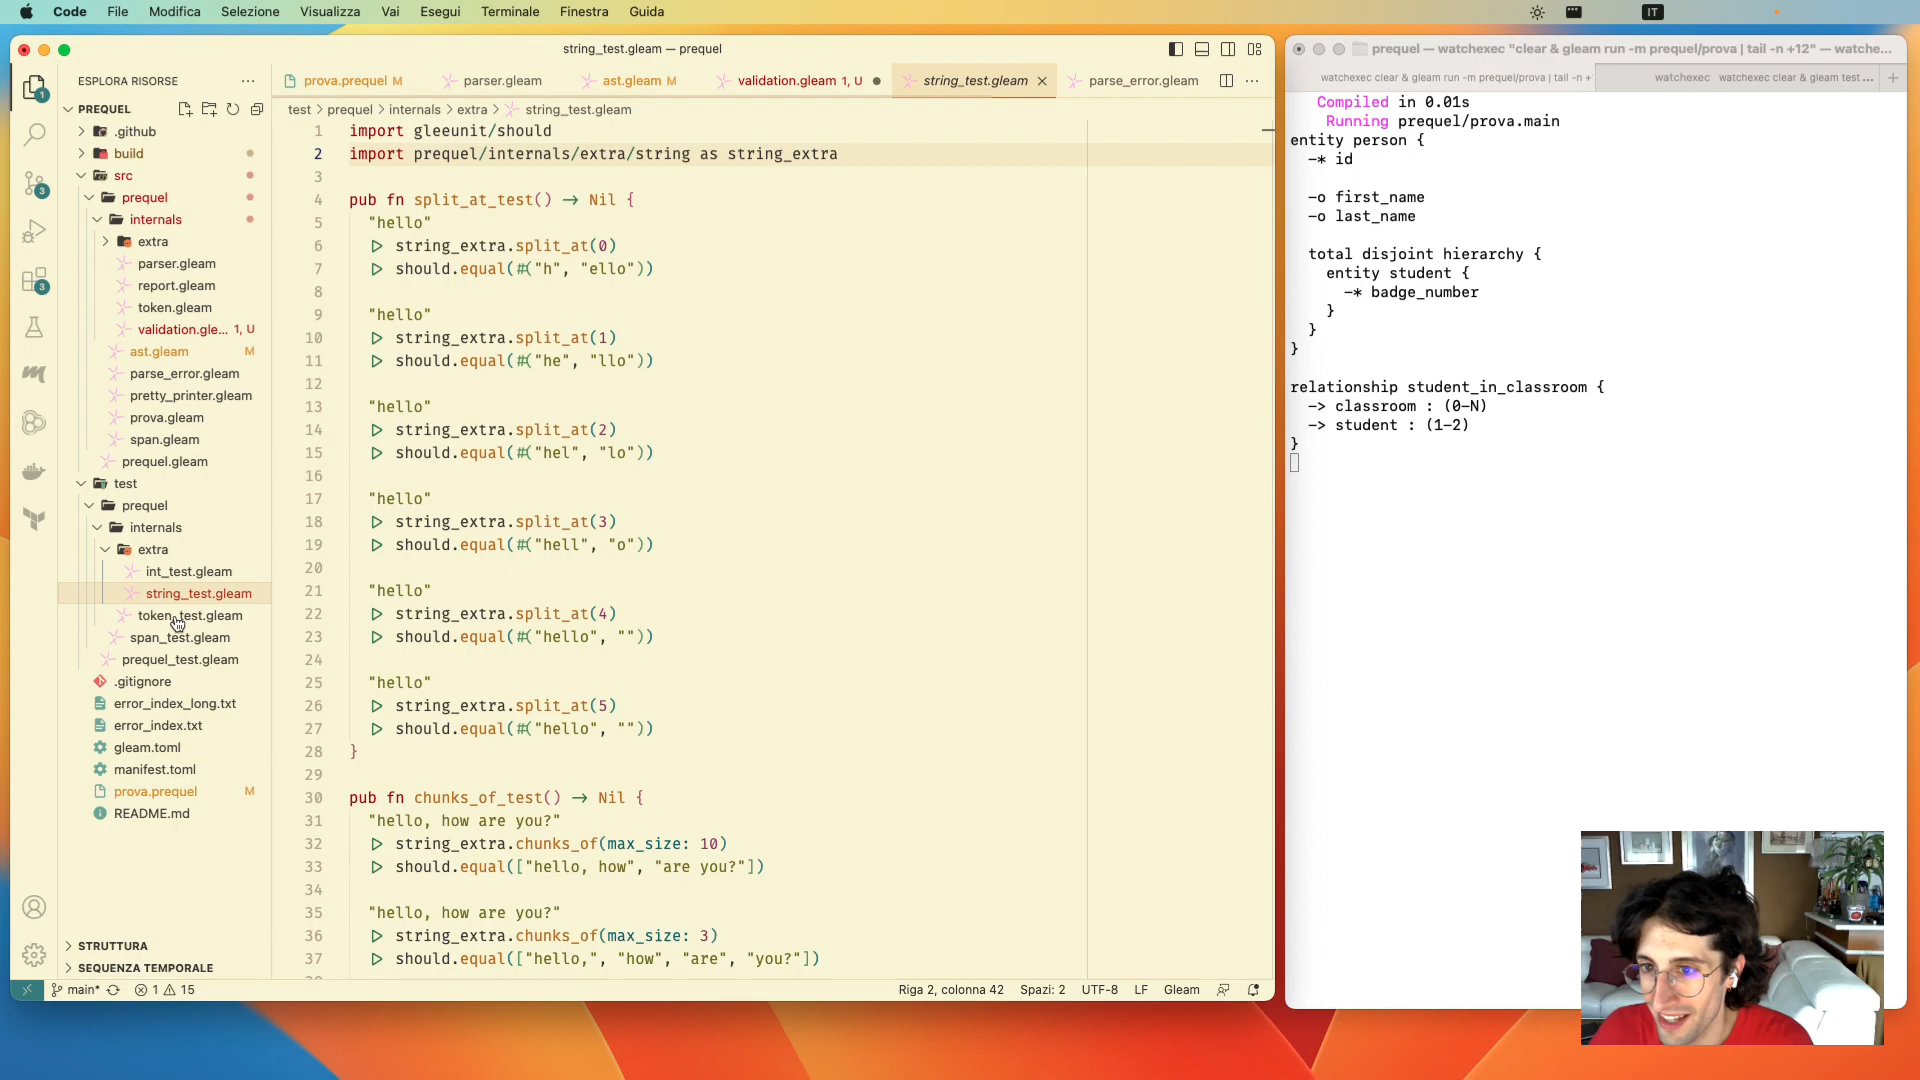 Code File Modifica Selezione Visualizza Vai Esegui Terminale Finestra Guida IT
string_test.gleam — prequel
ESPLORA RISORSE
PREQUEL
.github
build
src
prequel
internals
extra
parser.gleam
report.gleam
token.gleam
validation.gle... 1, U
ast.gleam M
parse_error.gleam
pretty_printer.gleam
prova.gleam
span.gleam
prequel.gleam
test
prequel
internals
extra
int_test.gleam
string_test.gleam
token_test.gleam
span_test.gleam
prequel_test.gleam
.gitignore
error_index_long.txt
error_index.txt
gleam.toml
manifest.toml
prova.prequel M
README.md
STRUTTURA
SEQUENZA TEMPORALE
1
3
3
prova.prequel M parser.gleam ast.gleam M validation.gleam 1, U string_test.gleam parse_error.gleam
test > prequel > internals > extra > string_test.gleam
1 import gleeunit/should
2 import prequel/internals/extra/string as string_extra
3
4 pub fn split_at_test() -> Nil {
5 "hello"
6 |> string_extra.split_at(0)
7 |> should.equal(#("h", "ello"))
8
9 "hello"
10 |> string_extra.split_at(1)
11 |> should.equal(#("he", "llo"))
12
13 "hello"
14 |> string_extra.split_at(2)
15 |> should.equal(#("hel", "lo"))
16
17 "hello"
18 |> string_extra.split_at(3)
19 |> should.equal(#("hell", "o"))
20
21 "hello"
22 |> string_extra.split_at(4)
23 |> should.equal(#("hello", ""))
24
25 "hello"
26 |> string_extra.split_at(5)
27 |> should.equal(#("hello", ""))
28 }
29
30 pub fn chunks_of_test() -> Nil {
31 "hello, how are you?"
32 |> string_extra.chunks_of(max_size: 10)
33 |> should.equal(["hello, how", "are you?"])
34
35 "hello, how are you?"
36 |> string_extra.chunks_of(max_size: 3)
37 |> should.equal(["hello,", "how", "are", "you?"])
main* 1 15 Riga 2, colonna 42 Spazi: 2 UTF-8 LF Gleam
prequel — watchexec "clear & gleam run -m prequel/prova | tail -n +12" — watche...
watchexec clear & gleam run -m prequel/prova | tail -n +
watchexec watchexec clear & gleam test ...
Compiled in 0.01s
Running prequel/prova.main
entity person {
-* id
-o first_name
-o last_name
total disjoint hierarchy {
entity student {
-* badge_number
}
}
}
relationship student_in_classroom {
-> classroom : (0-N)
-> student : (1-2)
}